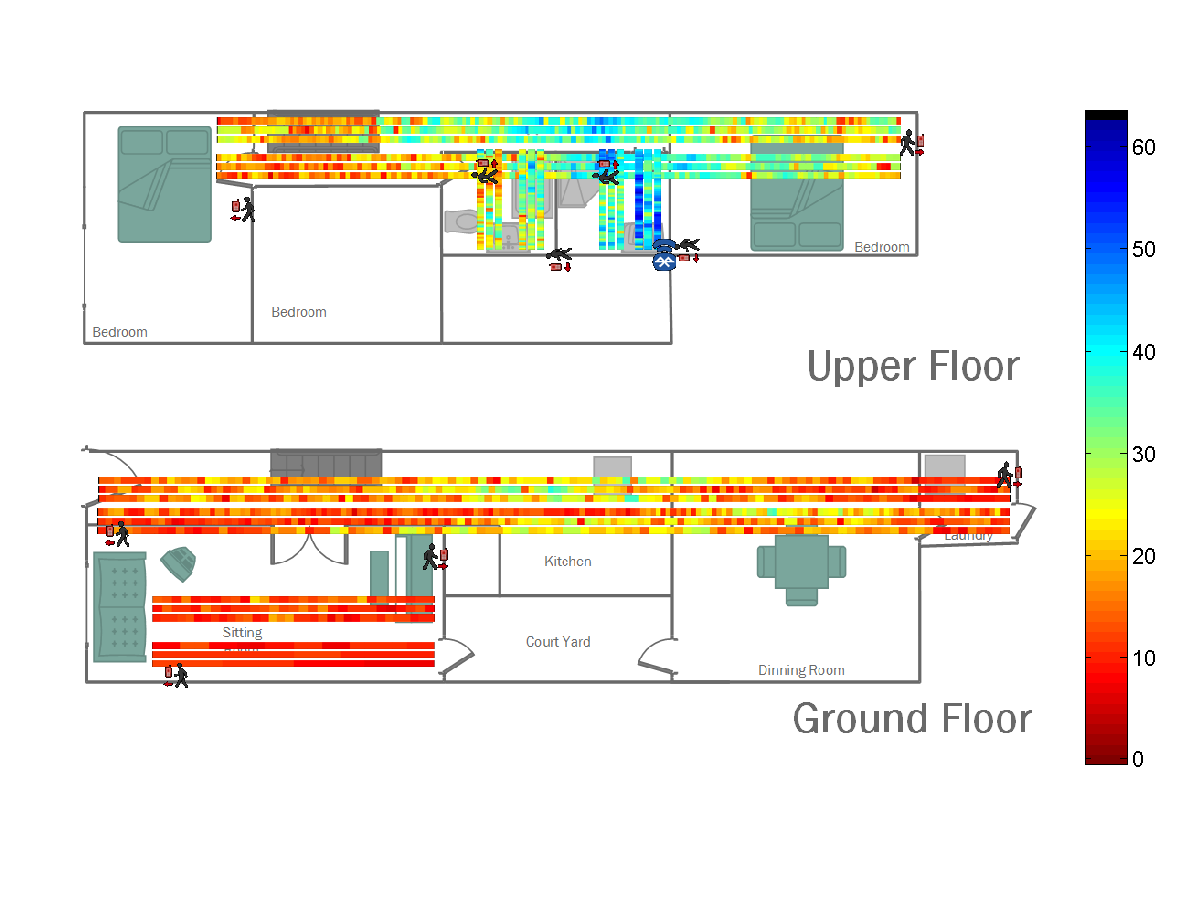 60
Bedroom
50
Bedroom
Bedroom
40
Upper Floor
30
20
Laundry
Kitchen
Sitting
Court Yard
10
Dinning Room
Ground Floor
0